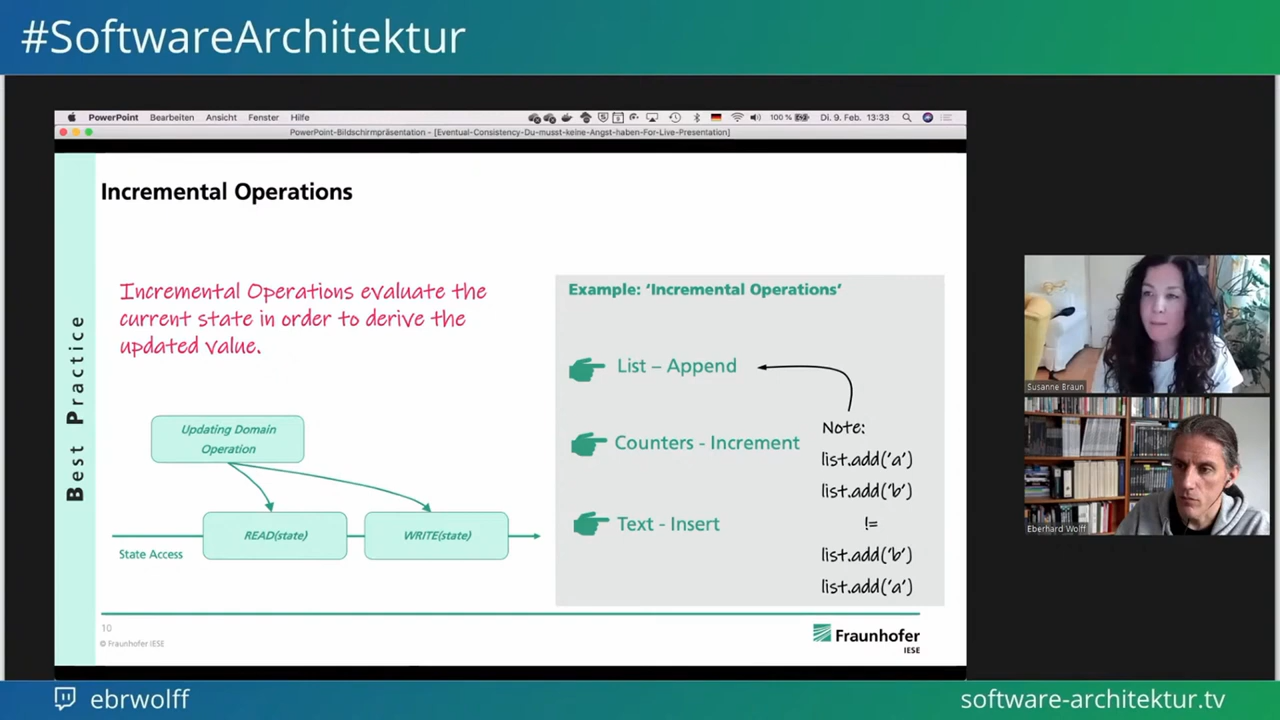 #SoftwareArchitektur
PowerPoint Bearbeiten Ansicht Fenster Hilfe 100 % Di. 9. Feb. 13:33
PowerPoint-Bildschirmpräsentation - [Eventual-Consistency-Du-musst-keine-Angst-haben-For-Live-Presentation]
Best Practice
Incremental Operations
Incremental Operations evaluate the
current state in order to derive the
updated value.
Updating Domain
Operation
READ(state)
WRITE(state)
State Access
Example: ‘Incremental Operations’
List – Append
Counters - Increment
Text - Insert
Note:
list.add('a')
list.add('b')
!=
list.add('b')
list.add('a')
10
© Fraunhofer IESE
Fraunhofer
IESE
Susanne Braun
Eberhard Wolff
ebrwolff
software-architektur.tv